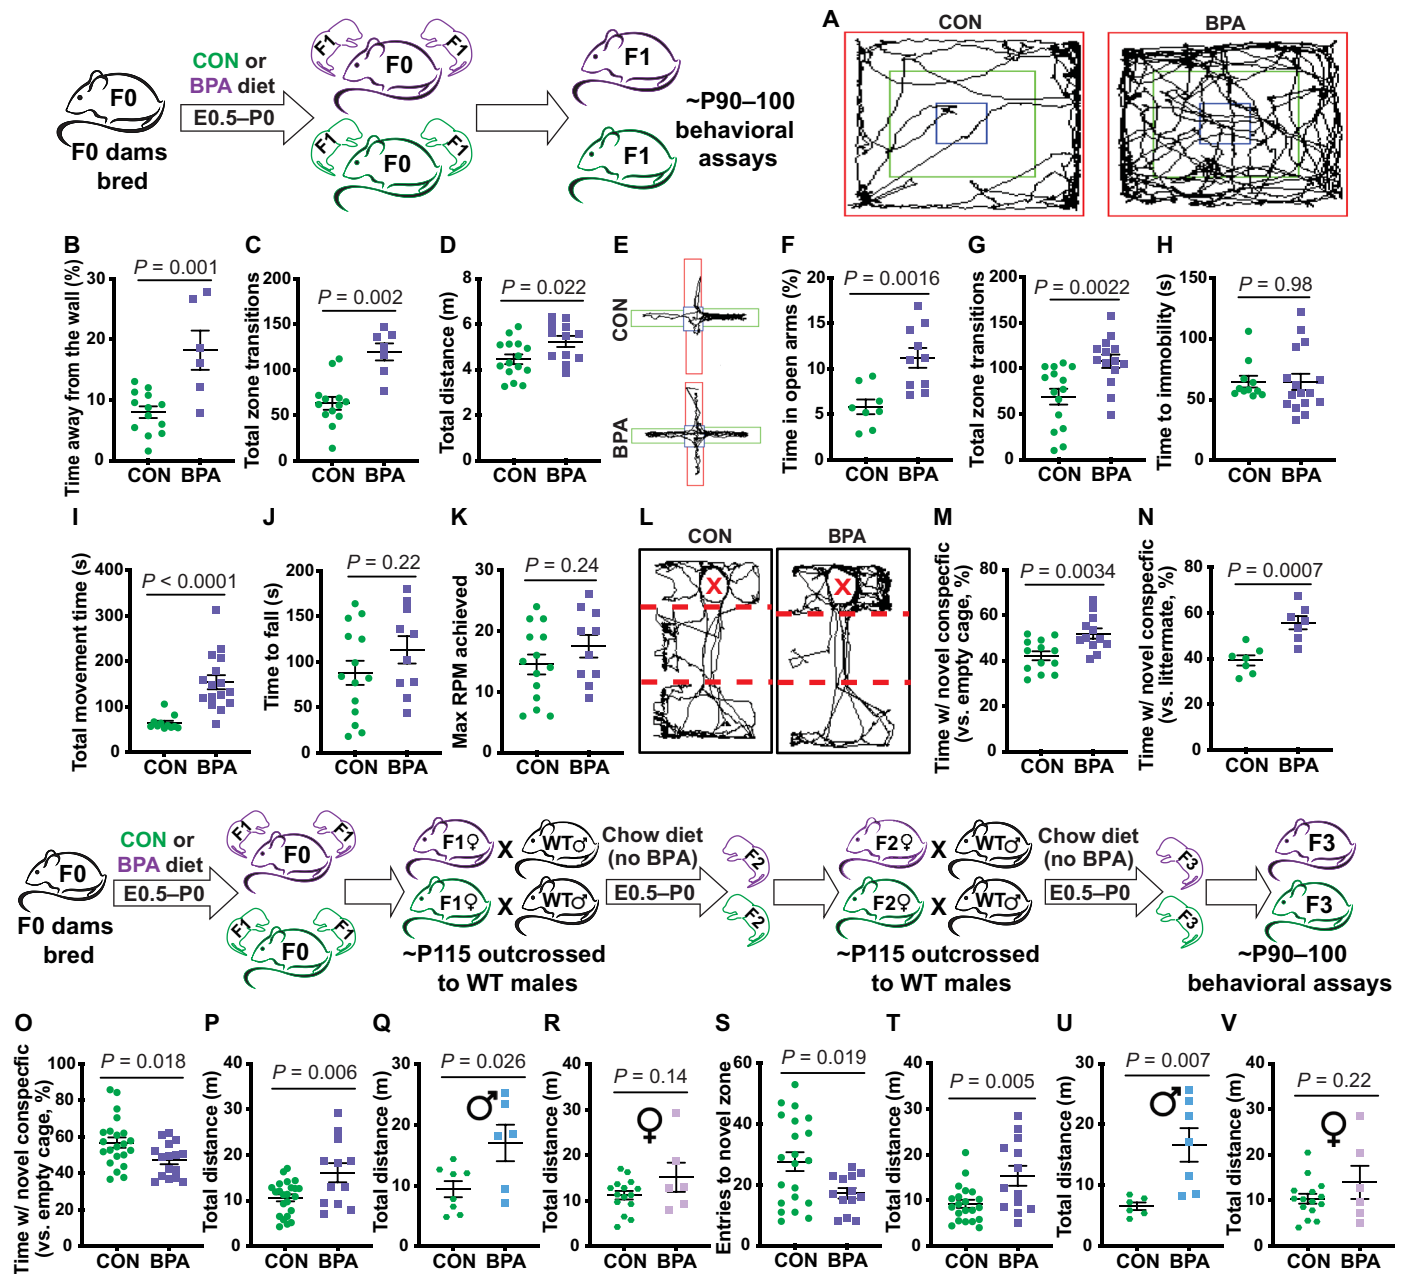 F0
F0 dams
bred
CON or
BPA diet
E0.5–P0
F1
F1
F0
F1
F1
F0
F1
F1
~P90–100
behavioral
assays
A
CON
BPA
B
Time away from the wall (%)
P = 0.001
30
20
10
0
CON BPA
C
Total zone transitions
P = 0.002
200
150
100
50
0
CON BPA
D
Total distance (m)
P = 0.022
8
6
4
2
0
CON BPA
E
CON
BPA
F
Time in open arms (%)
P = 0.0016
20
15
10
5
0
CON BPA
G
Total zone transitions
P = 0.0022
200
150
100
50
0
CON BPA
H
Time to immobility (s)
P = 0.98
150
100
50
0
CON BPA
I
Total movement time (s)
P < 0.0001
400
300
200
100
0
CON BPA
J
Time to fall (s)
P = 0.22
200
150
100
50
0
CON BPA
K
Max RPM achieved
P = 0.24
30
20
10
0
CON BPA
L
CON
BPA
X
X
M
Time w/ novel conspecfic
(vs. empty cage, %)
P = 0.0034
80
60
40
20
0
CON BPA
N
Time w/ novel conspecfic
(vs. littermate, %)
P = 0.0007
80
60
40
20
0
CON BPA
F0
F0 dams
bred
CON or
BPA diet
E0.5–P0
F1
F1
F0
F1
F1
F0
F1♀ X WT♂
F1♀ X WT♂
~P115 outcrossed
to WT males
Chow diet
(no BPA)
E0.5–P0
F2
F2
F2♀ X WT♂
F2♀ X WT♂
~P115 outcrossed
to WT males
Chow diet
(no BPA)
E0.5–P0
F3
F3
F3
F3
~P90–100
behavioral assays
O
Time w/ novel conspecfic
(vs. empty cage, %)
P = 0.018
100
80
60
40
20
0
CON BPA
P
Total distance (m)
P = 0.006
40
30
20
10
0
CON BPA
Q
Total distance (m)
P = 0.026
♂
30
20
10
0
CON BPA
R
Total distance (m)
P = 0.14
♀
40
30
20
10
0
CON BPA
S
Entries to novel zone
P = 0.019
60
40
20
0
CON BPA
T
Total distance (m)
P = 0.005
40
30
20
10
0
CON BPA
U
Total distance (m)
P = 0.007
♂
30
20
10
0
CON BPA
V
Total distance (m)
P = 0.22
♀
40
30
20
10
0
CON BPA